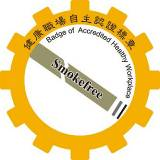 健康職場自主認證標章
Badge of Accredited Healthy Workplace
Smokefree